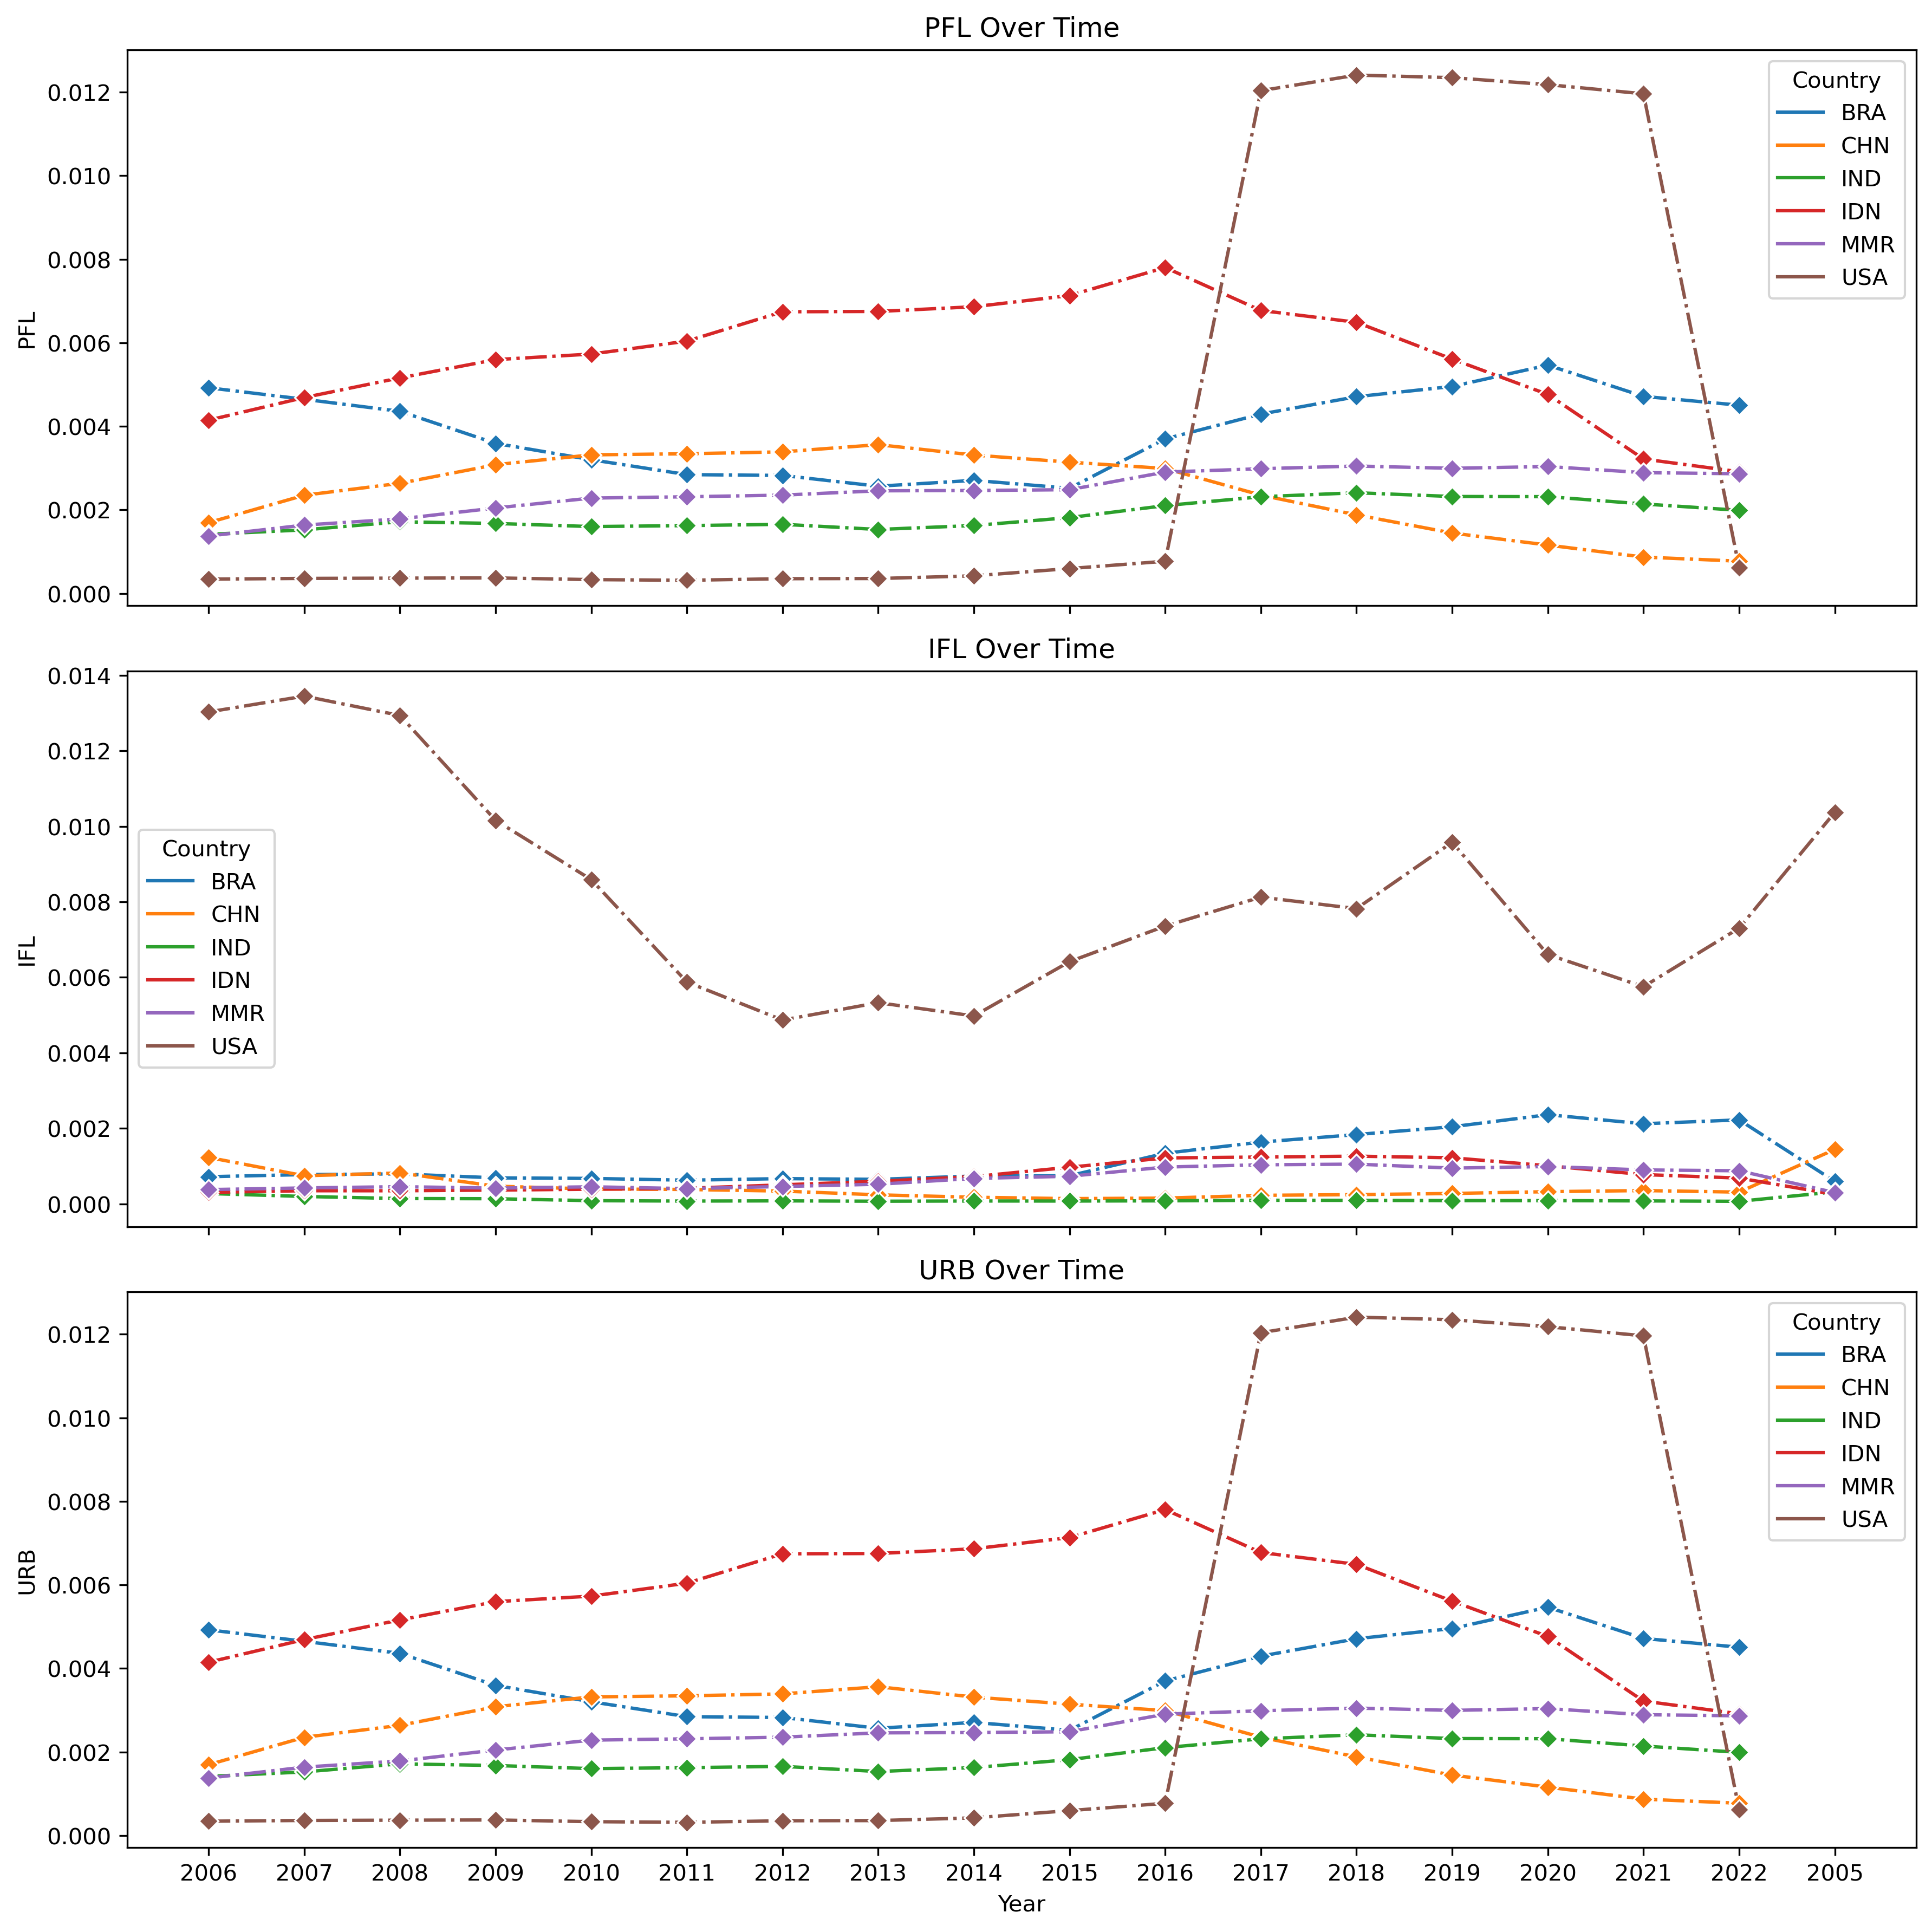 PFL Over Time
0.012
0.010
0.008
0.006
0.004
0.002
0.000
PFL
Country
BRA
CHN
IND
IDN
MMR
USA
IFL Over Time
0.014
0.012
0.010
0.008
0.006
0.004
0.002
0.000
IFL
Country
BRA
CHN
IND
IDN
MMR
USA
URB Over Time
0.012
0.010
0.008
0.006
0.004
0.002
0.000
URB
Country
BRA
CHN
IND
IDN
MMR
USA
2006 2007 2008 2009 2010 2011 2012 2013 2014 2015 2016 2017 2018 2019 2020 2021 2022 2005
Year